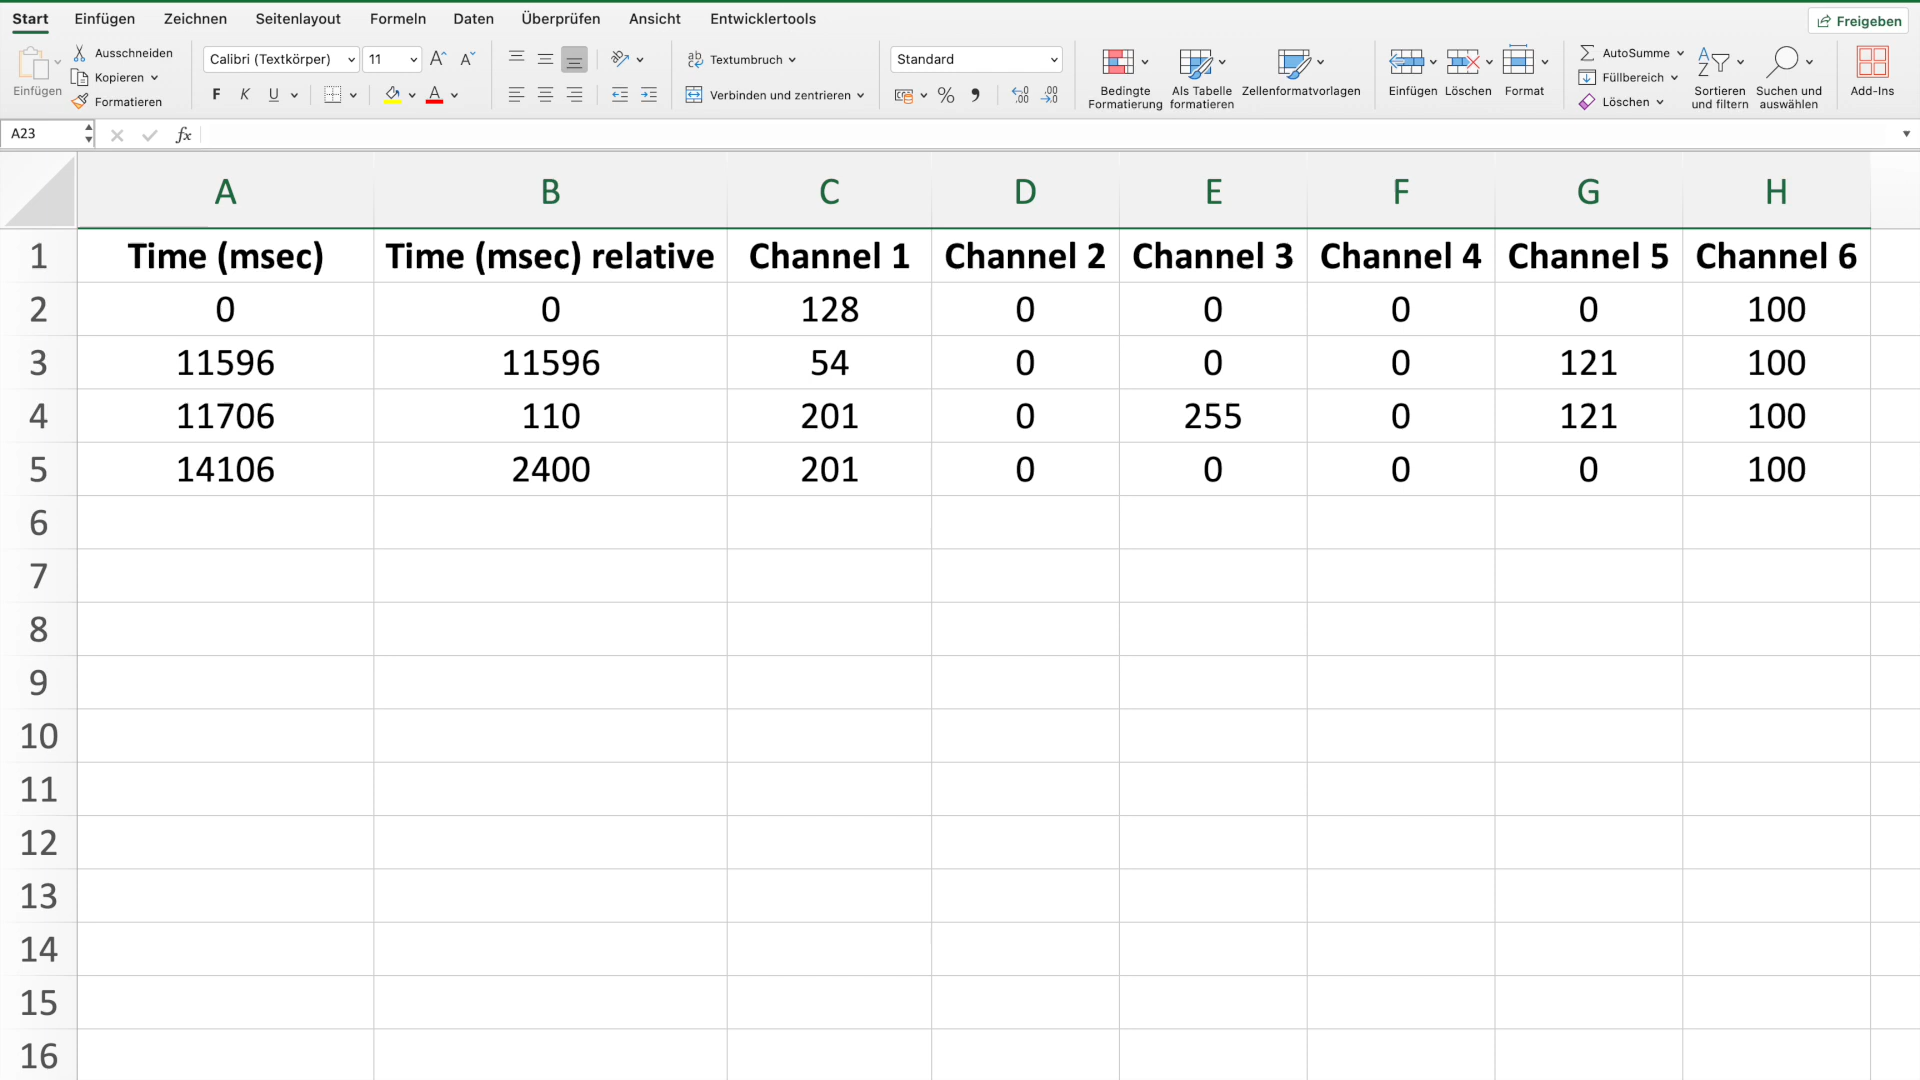 Start Einfügen Zeichnen Seitenlayout Formeln Daten Überprüfen Ansicht Entwicklertools Freigeben
Einfügen
Ausschneiden
Kopieren
Formatieren
Calibri (Textkörper) 11
F K U
Textumbruch
Verbinden und zentrieren
Standard
Bedingte Formatierung
Als Tabelle formatieren
Zellenformatvorlagen
Einfügen Löschen Format
AutoSumme
Füllbereich
Löschen
Sortieren und filtern
Suchen und auswählen
Add-Ins
A23 fx
A B C D E F G H
1 Time (msec) Time (msec) relative Channel 1 Channel 2 Channel 3 Channel 4 Channel 5 Channel 6
2 0 0 128 0 0 0 0 100
3 11596 11596 54 0 0 0 121 100
4 11706 110 201 0 255 0 121 100
5 14106 2400 201 0 0 0 0 100
6
7
8
9
10
11
12
13
14
15
16